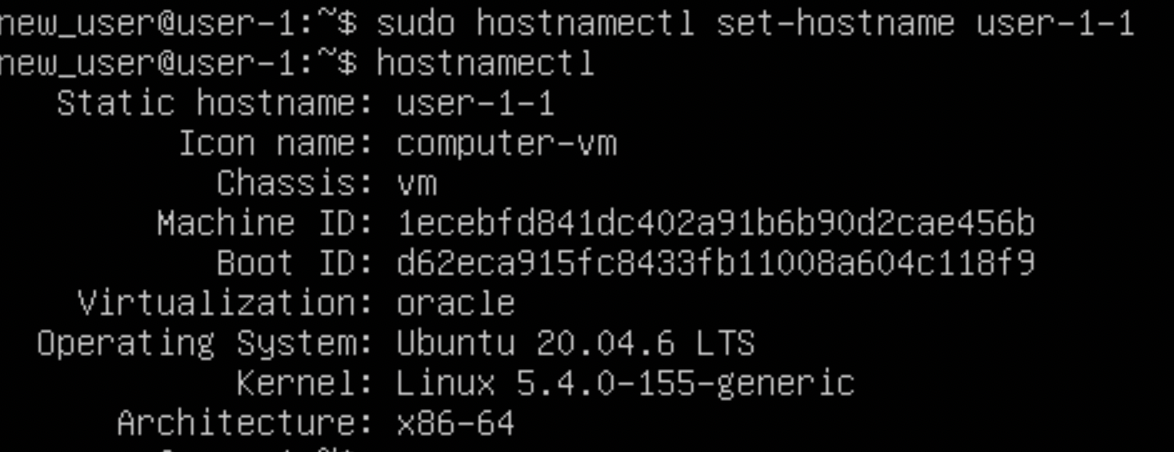 new_user@user-1:~$ sudo hostnamectl set-hostname user-1-1
new_user@user-1:~$ hostnamectl
Static hostname: user-1-1
Icon name: computer-vm
Chassis: vm
Machine ID: 1ecebfd841dc402a91b6b90d2cae456b
Boot ID: d62eca915fc8433fb11008a604c118f9
Virtualization: oracle
Operating System: Ubuntu 20.04.6 LTS
Kernel: Linux 5.4.0-155-generic
Architecture: x86-64